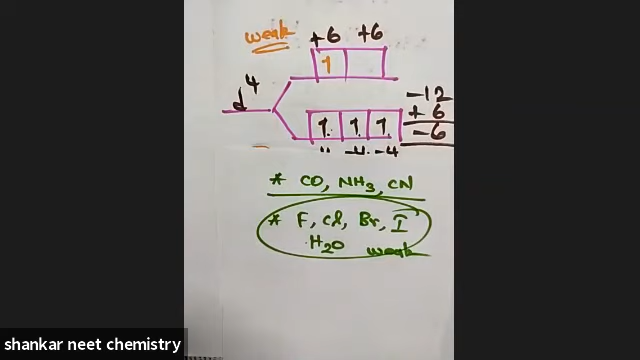 weak
+6 +6
1
d4
1. 1. 1.
-12
+6
-6
-4 -4
* CO, NH3, CN
* F, Cl, Br, I
H2O weak
shankar neet chemistry